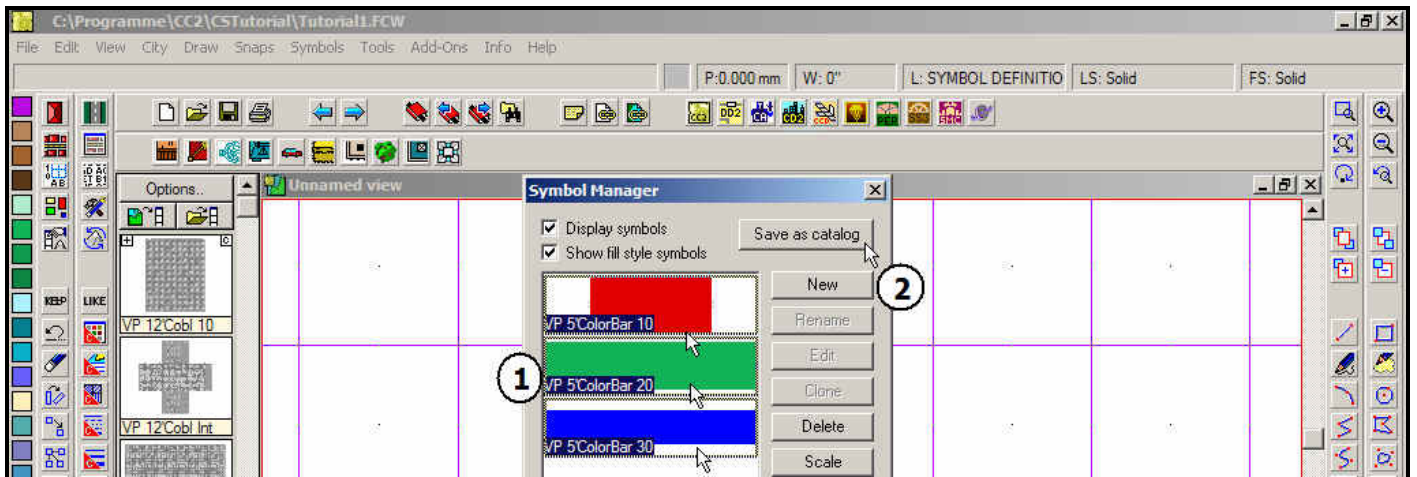 C:\Programme\CC2\CSTutorial\Tutorial1.FCW
File Edit View City Draw Snaps Symbols Tools Add-Ons Info Help
P:0.000 mm W: 0" L: SYMBOL DEFINITIO LS: Solid FS: Solid
Options..
Unnamed view
Symbol Manager
Display symbols
Save as catalog
Show fill style symbols
New
2
VP 12'Cobl 10
VP 5'ColorBar 10
Rename
KEEP LIKE
Edit
1
VP 5'ColorBar 20
Clone
VP 12'Cobl Int
VP 5'ColorBar 30
Delete
Scale